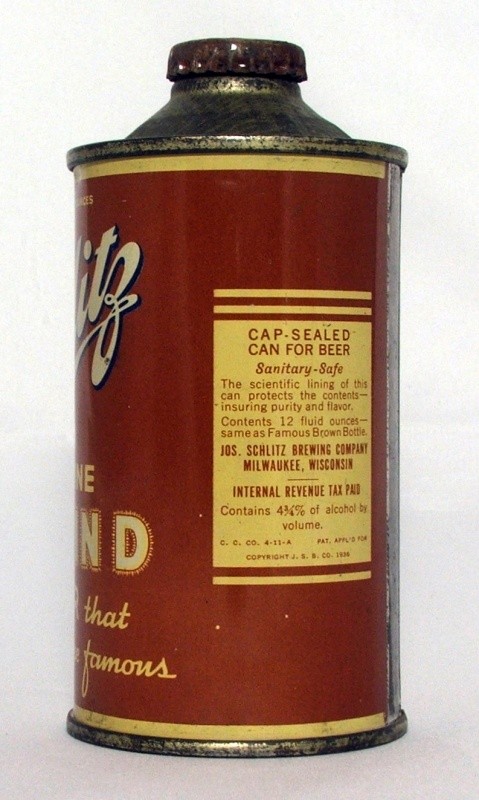 litz
NE
ND
R that
e famous
CAP-SEALED
CAN FOR BEER
Sanitary-Safe
The scientific lining of this
can protects the contents—
insuring purity and flavor.
Contents 12 fluid ounces—
same as Famous Brown Bottle.
JOS. SCHLITZ BREWING COMPANY
MILWAUKEE, WISCONSIN
INTERNAL REVENUE TAX PAID
Contains 4¾% of alcohol by
volume.
C. C. CO. 4-11-A PAT. APPL'D FOR
COPYRIGHT J. S. B. CO. 1936